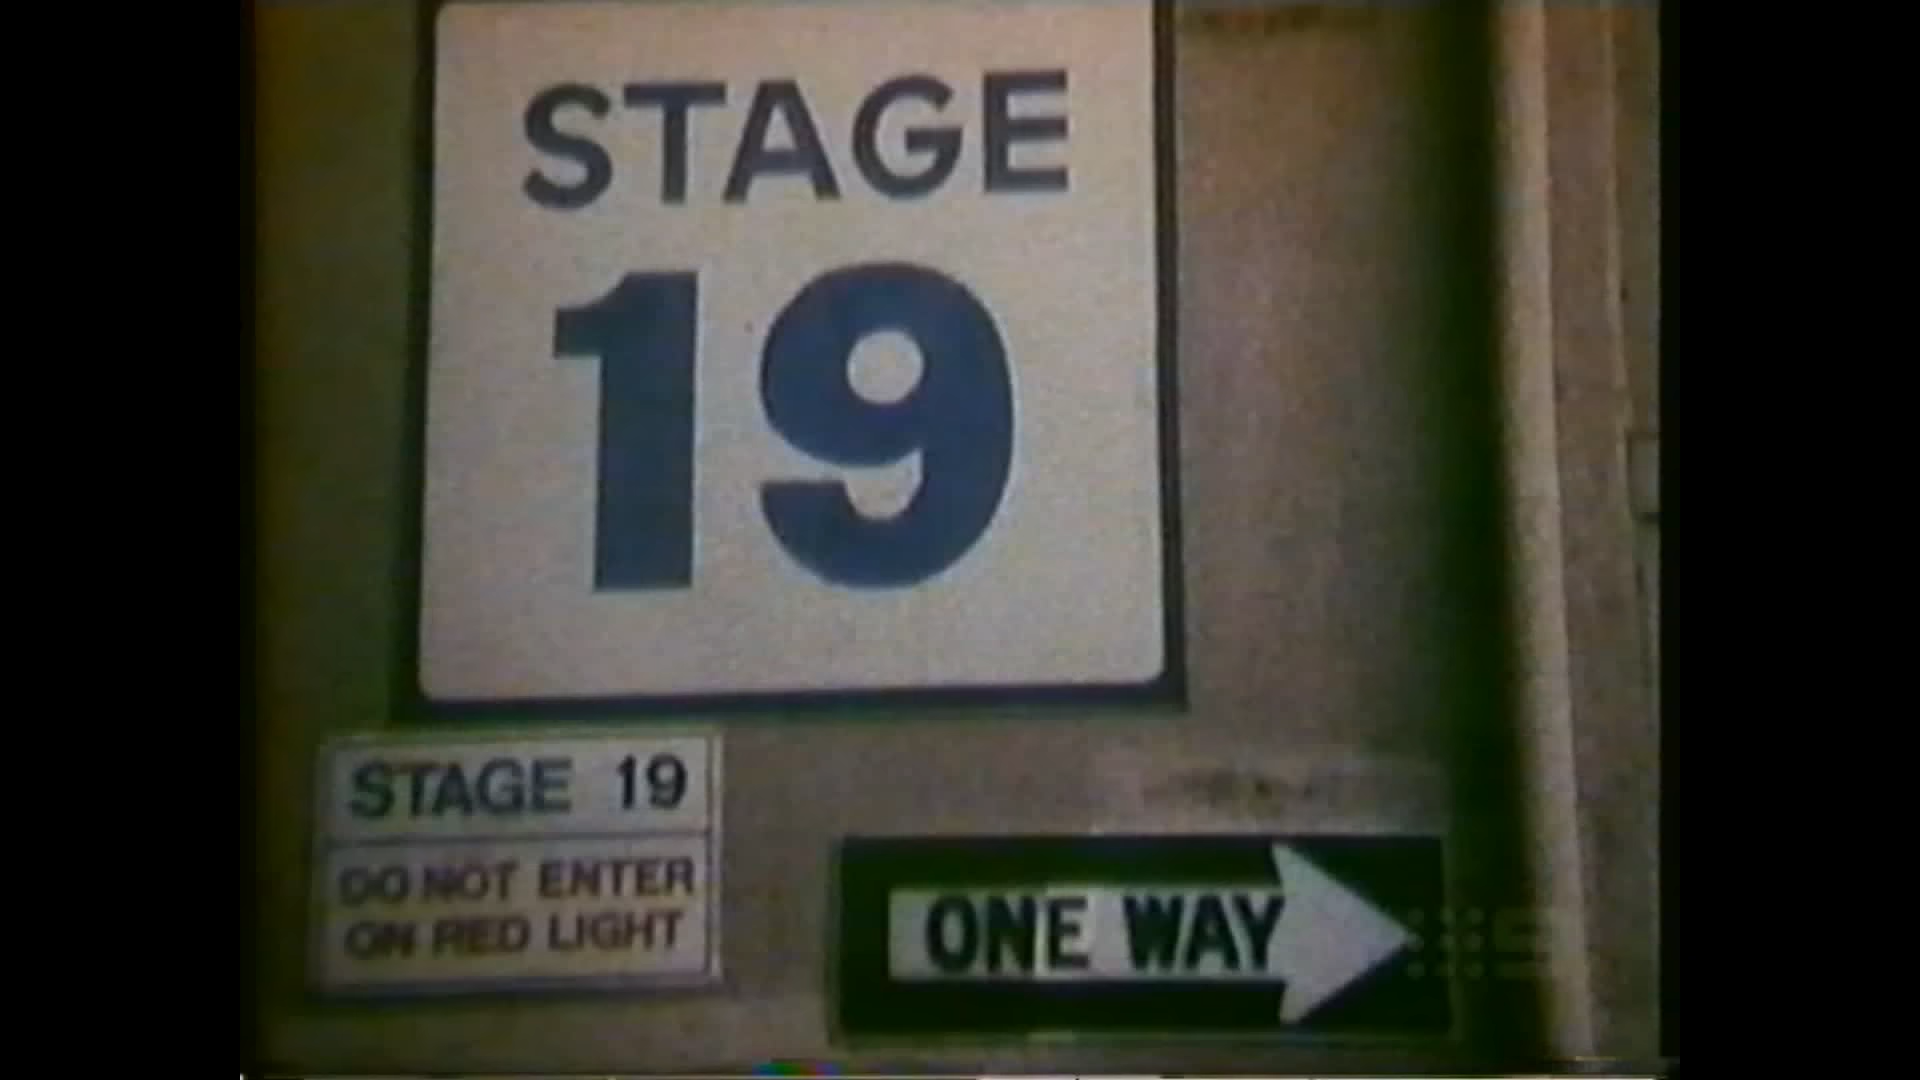 STAGE
19
STAGE 19
DO NOT ENTER
ON RED LIGHT
ONE WAY